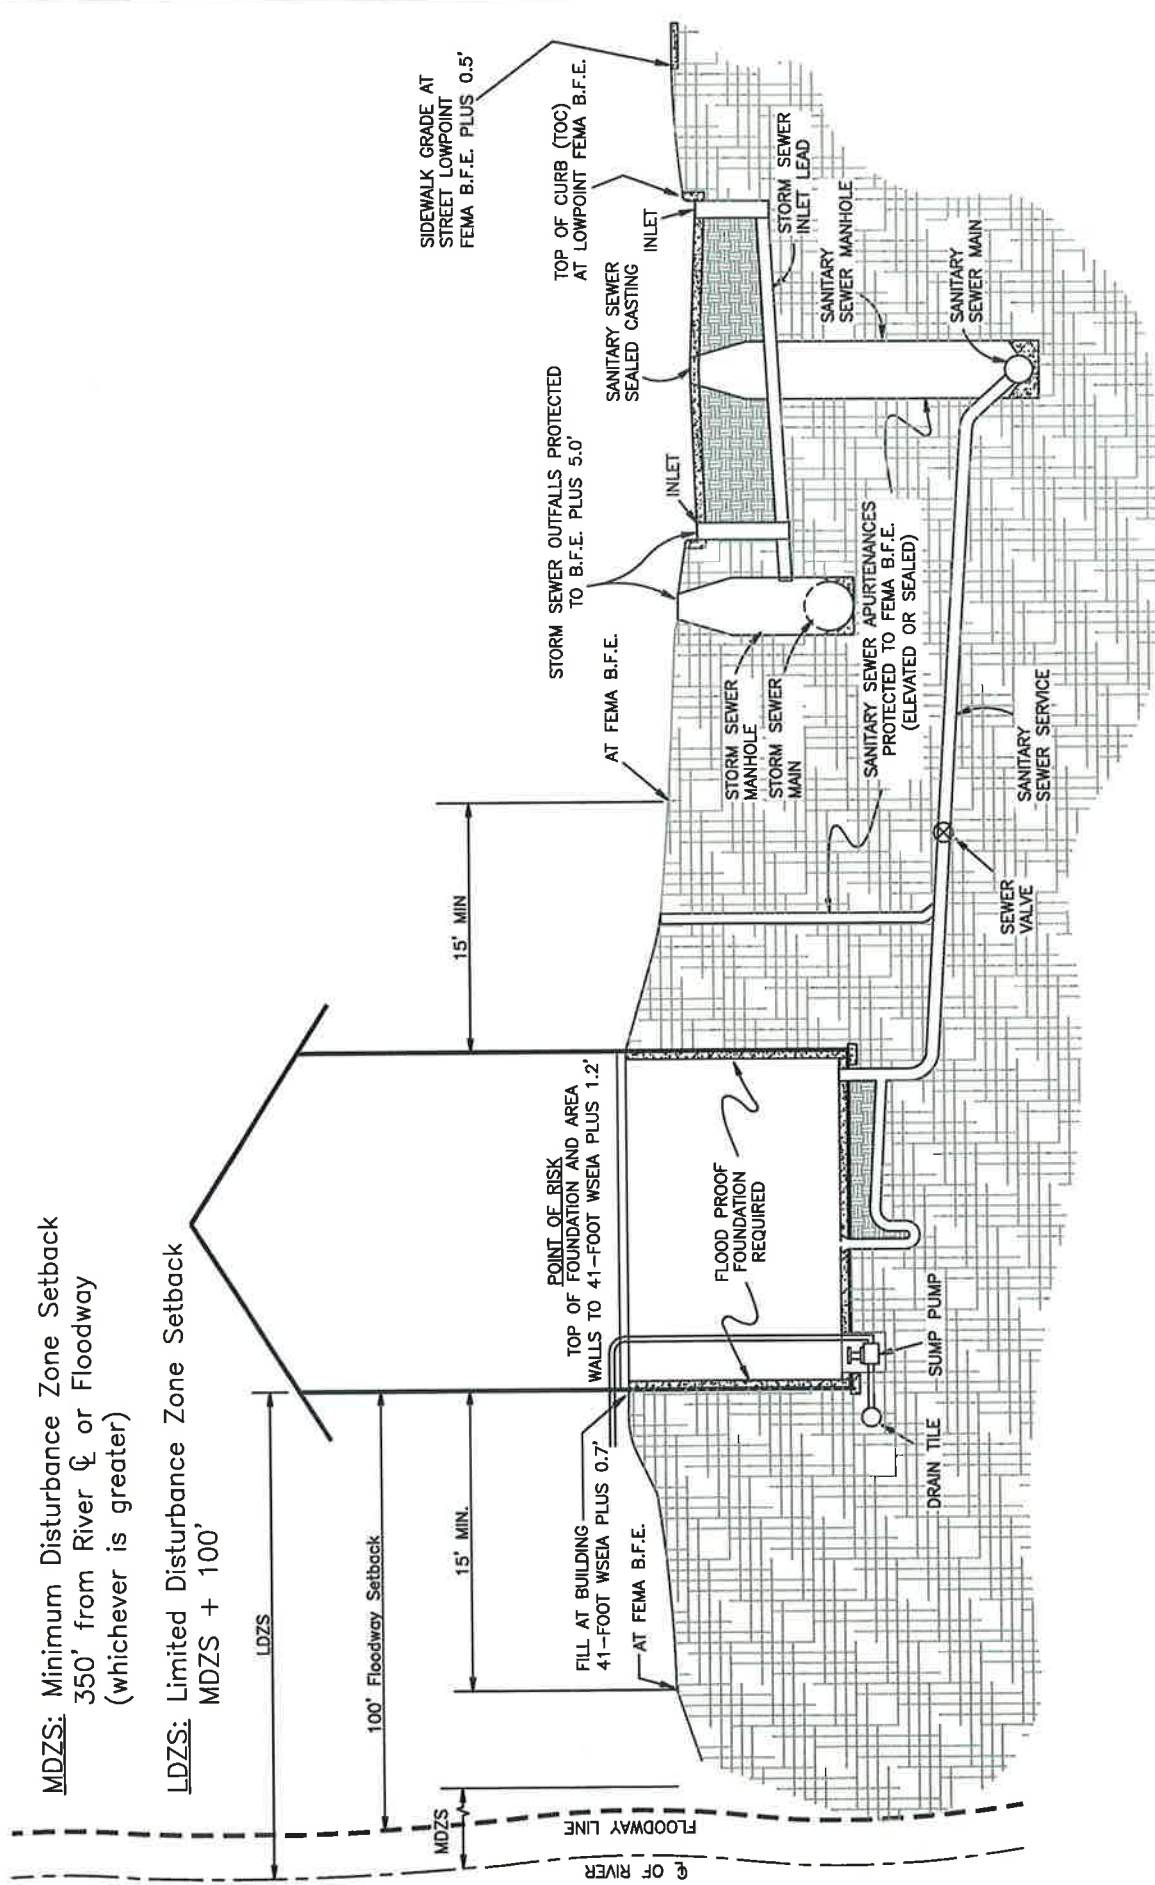 MDZS: Minimum Disturbance Zone Setback
350' from River ℄ or Floodway
(whichever is greater)
LDZS: Limited Disturbance Zone Setback
MDZS + 100'
LDZS
100' Floodway Setback
15' MIN.
15' MIN
MDZS
℄ OF RIVER
FLOODWAY LINE
FILL AT BUILDING
41-FOOT WSEIA PLUS 0.7'
AT FEMA B.F.E.
POINT OF RISK
TOP OF FOUNDATION AND AREA
WALLS TO 41-FOOT WSEIA PLUS 1.2'
FLOOD PROOF
FOUNDATION
REQUIRED
DRAIN TILE
SUMP PUMP
AT FEMA B.F.E.
STORM SEWER OUTFALLS PROTECTED
TO B.F.E. PLUS 5.0'
SIDEWALK GRADE AT
STREET LOWPOINT
FEMA B.F.E. PLUS 0.5'
TOP OF CURB (TOC)
AT LOWPOINT FEMA B.F.E.
SANITARY SEWER
SEALED CASTING
INLET
INLET
STORM SEWER
INLET LEAD
SANITARY
SEWER MANHOLE
SANITARY
SEWER MAIN
STORM SEWER
MANHOLE
STORM SEWER
MAIN
SANITARY SEWER APURTENANCES
PROTECTED TO FEMA B.F.E.
(ELEVATED OR SEALED)
SEWER
VALVE
SANITARY
SEWER SERVICE